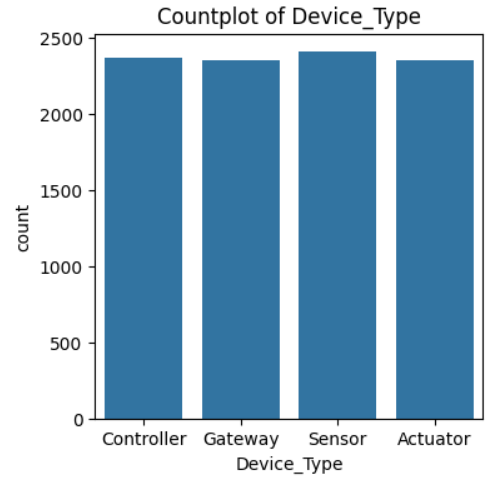 Countplot of Device_Type
2500
2000
1500
1000
500
0
count
Controller Gateway Sensor Actuator
Device_Type